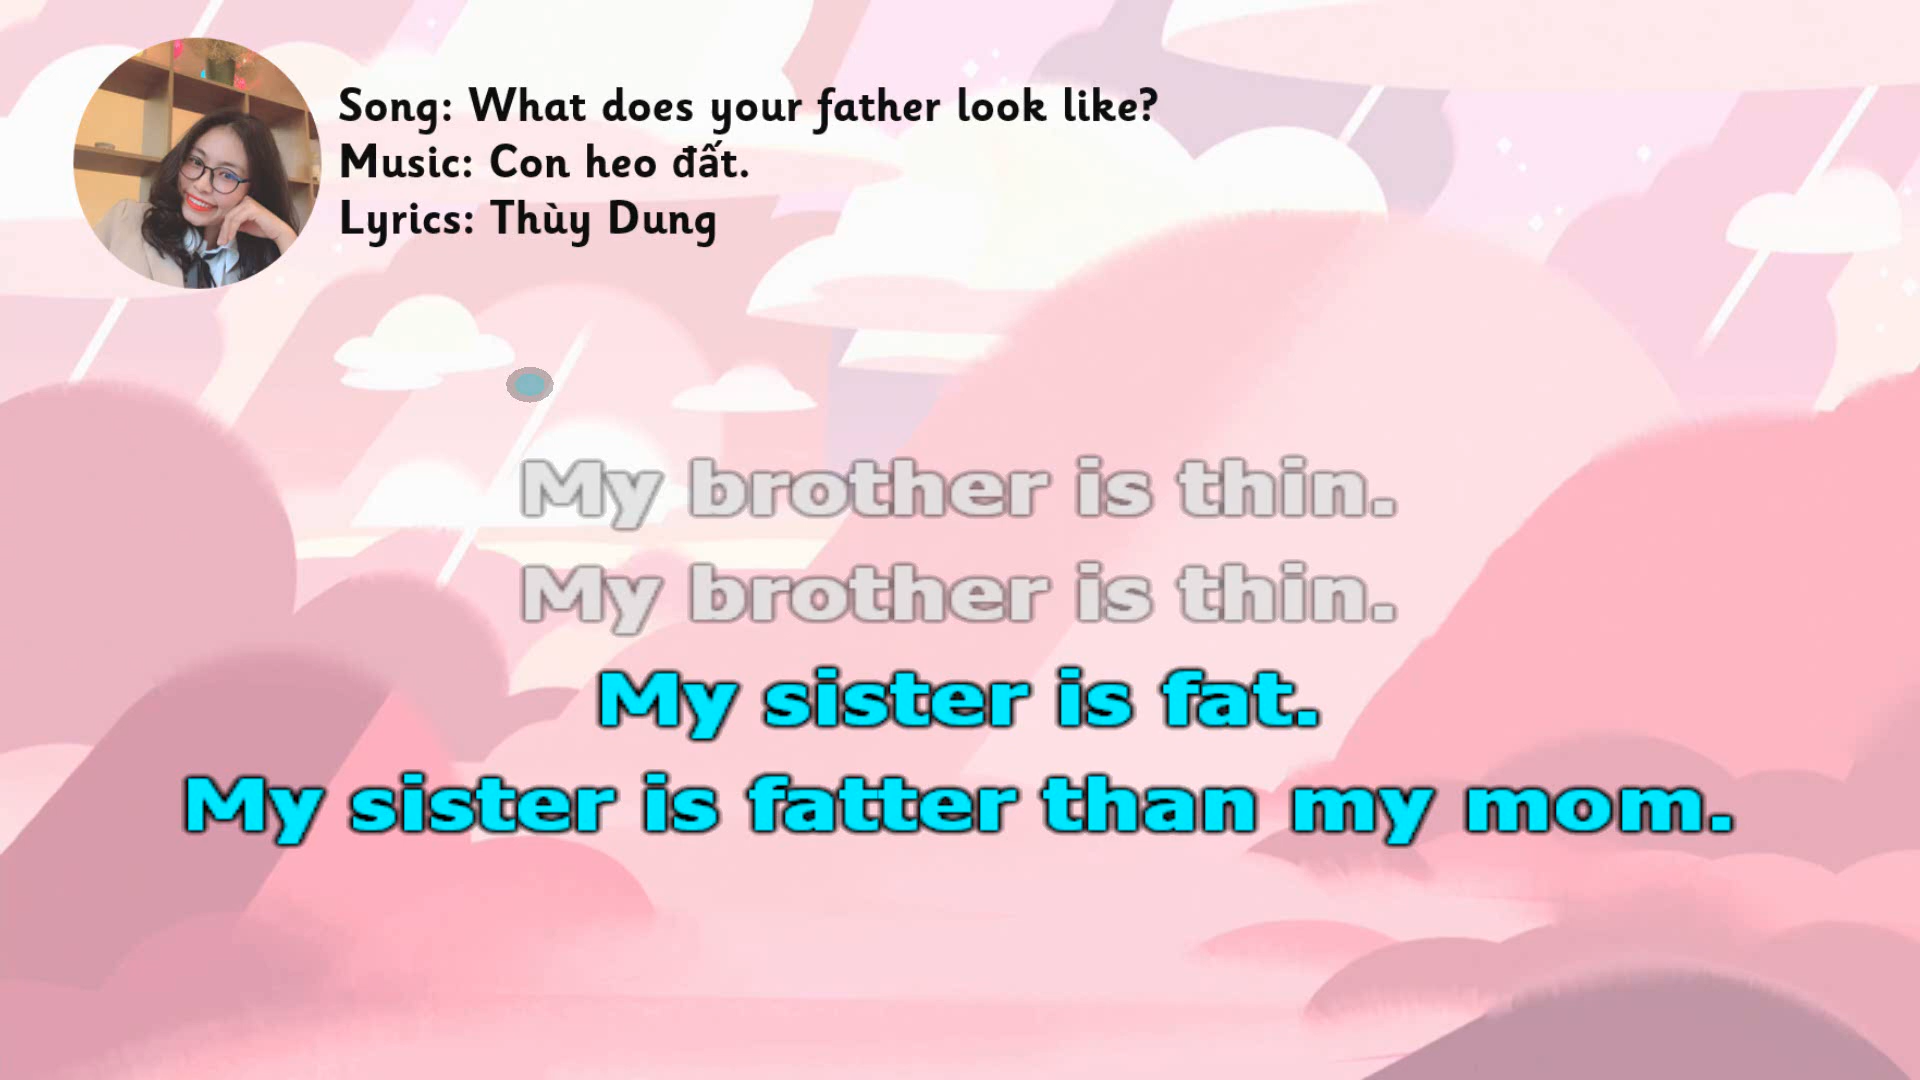 Song: What does your father look like?
Music: Con heo đất.
Lyrics: Thùy Dung
My brother is thin.
My brother is thin.
My sister is fat.
My sister is fatter than my mom.